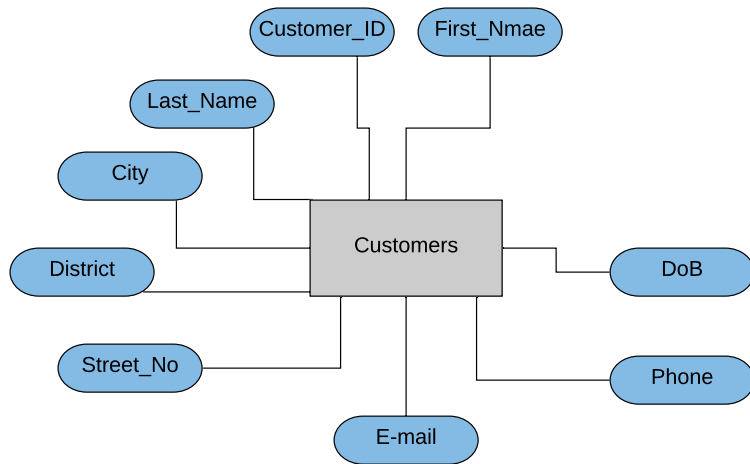 Customer_ID
First_Nmae
Last_Name
City
Customers
District
DoB
Street_No
Phone
E-mail